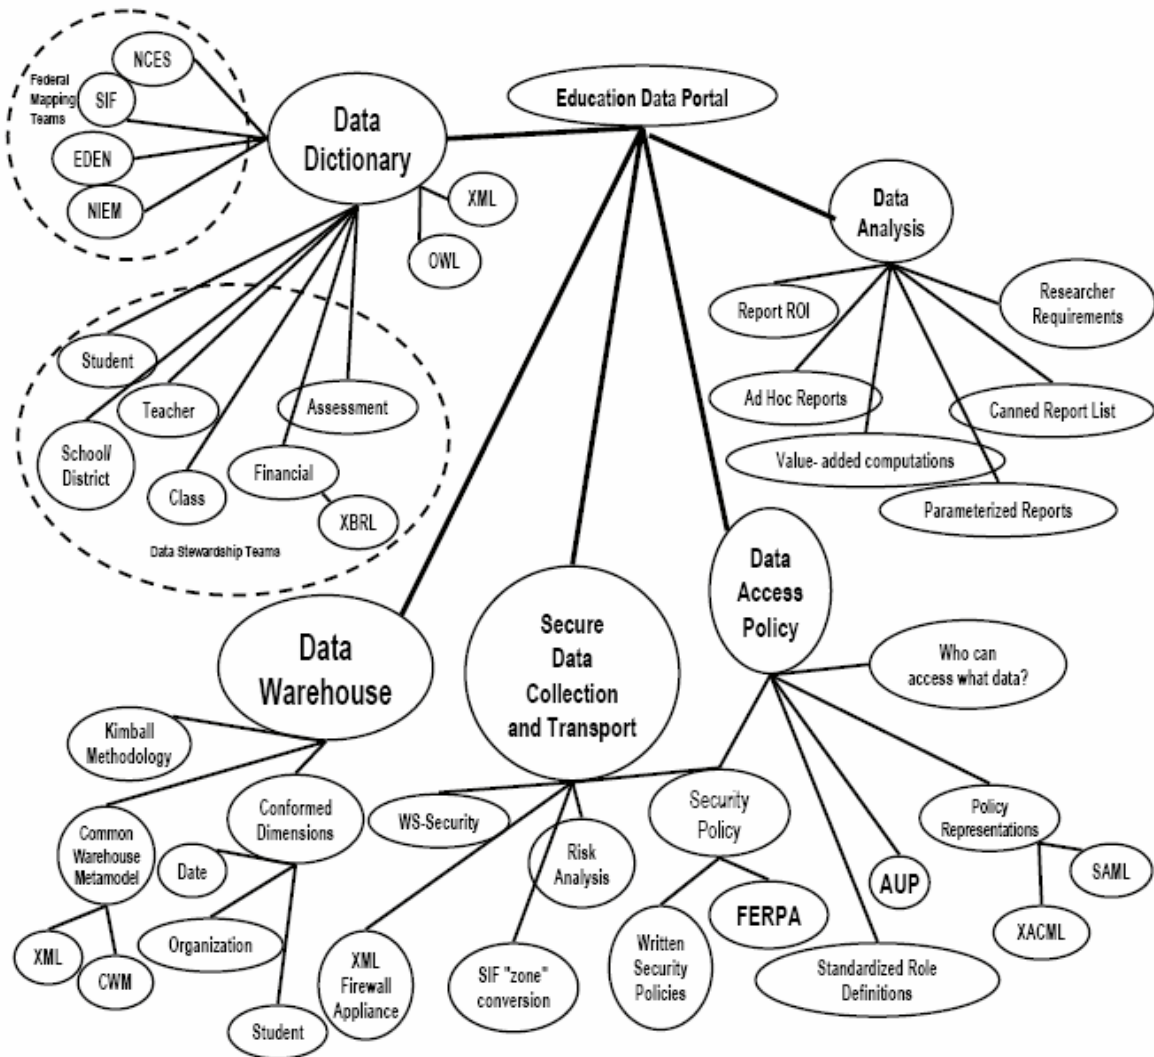 NCES
Federal
Mapping
Teams
SIF
EDEN
NIEM
Data
Dictionary
XML
OWL
Education Data Portal
Data
Analysis
Report ROI
Researcher
Requirements
Ad Hoc Reports
Canned Report List
Value- added computations
Parameterized Reports
Student
Teacher
Assessment
School/
District
Class
Financial
XBRL
Data Stewardship Teams
Data
Warehouse
Secure
Data
Collection
and Transport
Data
Access
Policy
Who can
access what data?
Kimball
Methodology
Common
Warehouse
Metamodel
Conformed
Dimensions
Date
Organization
Student
XML
CWM
WS-Security
XML
Firewall
Appliance
SIF "zone"
conversion
Risk
Analysis
Security
Policy
Written
Security
Policies
FERPA
AUP
Standardized Role
Definitions
Policy
Representations
SAML
XACML